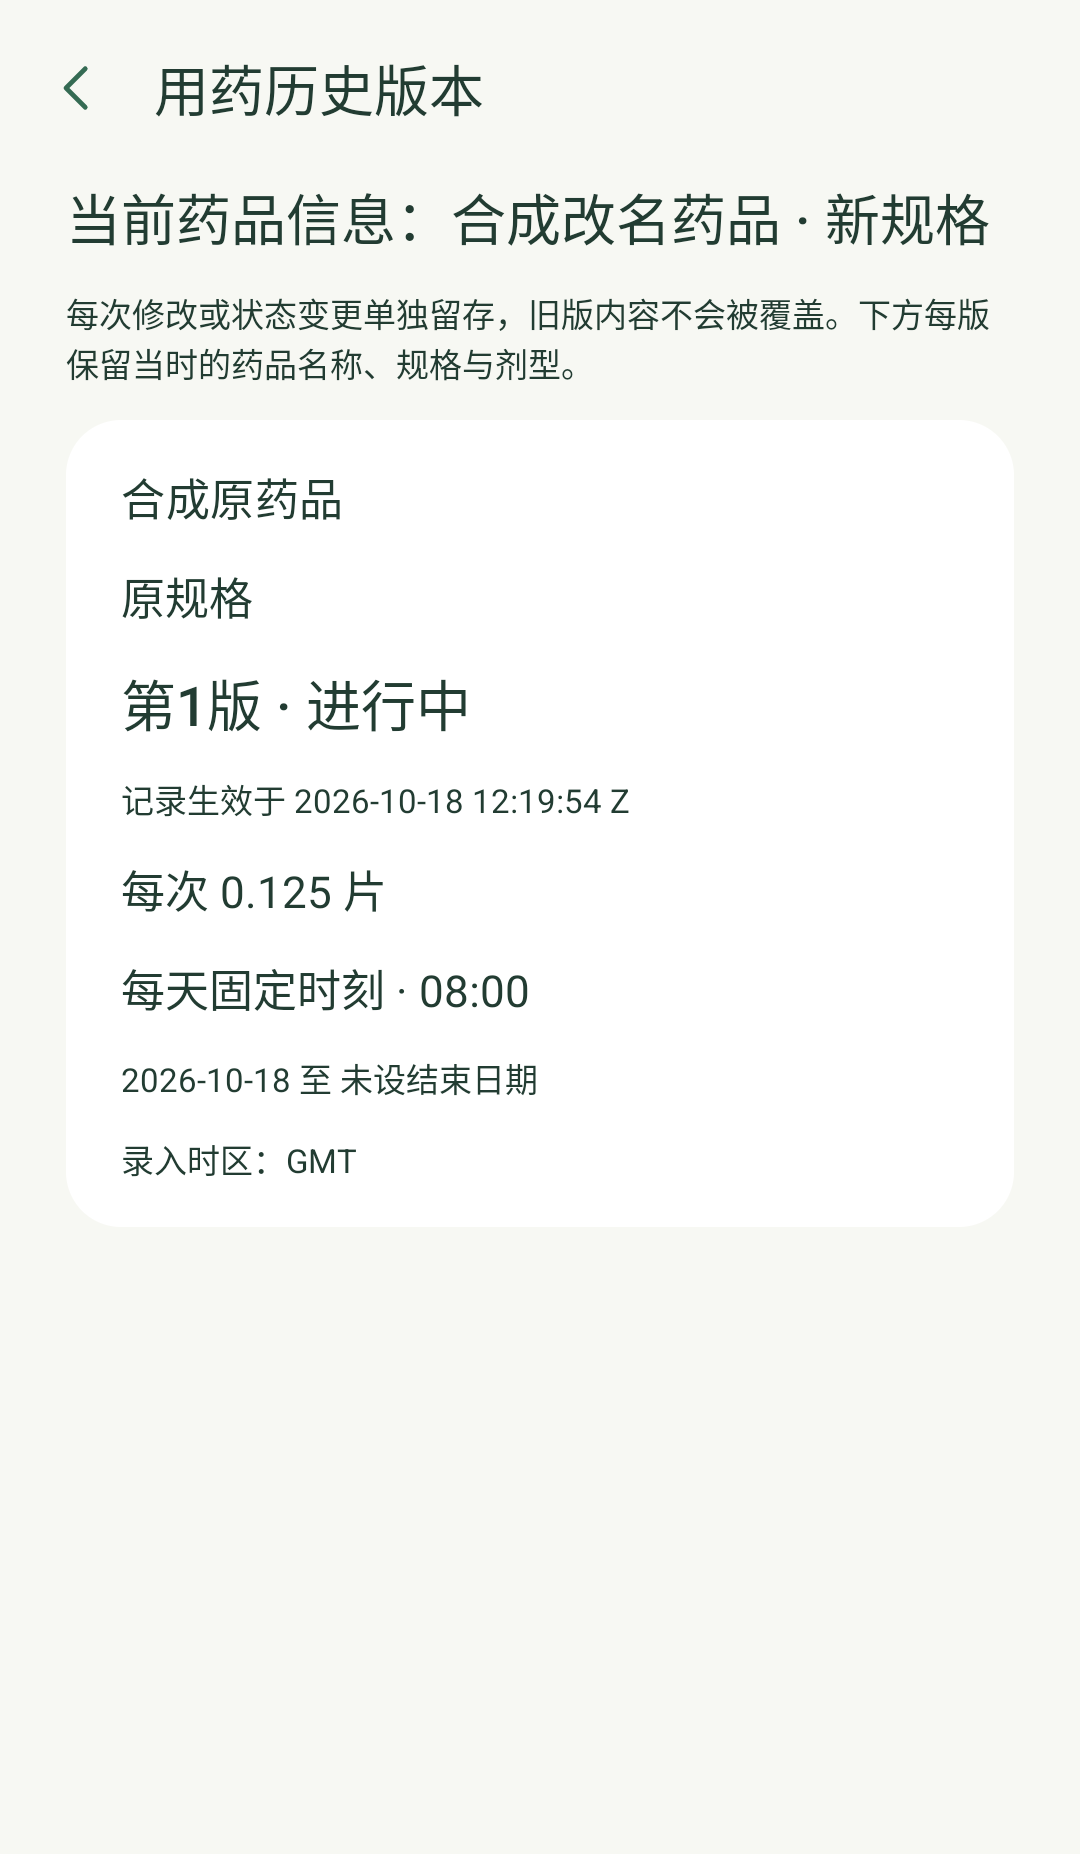 用药历史版本
当前药品信息：合成改名药品 · 新规格
每次修改或状态变更单独留存，旧版内容不会被覆盖。下方每版
保留当时的药品名称、规格与剂型。
合成原药品
原规格
第1版 · 进行中
记录生效于 2026-10-18 12:19:54 Z
每次 0.125 片
每天固定时刻 · 08:00
2026-10-18 至 未设结束日期
录入时区：GMT